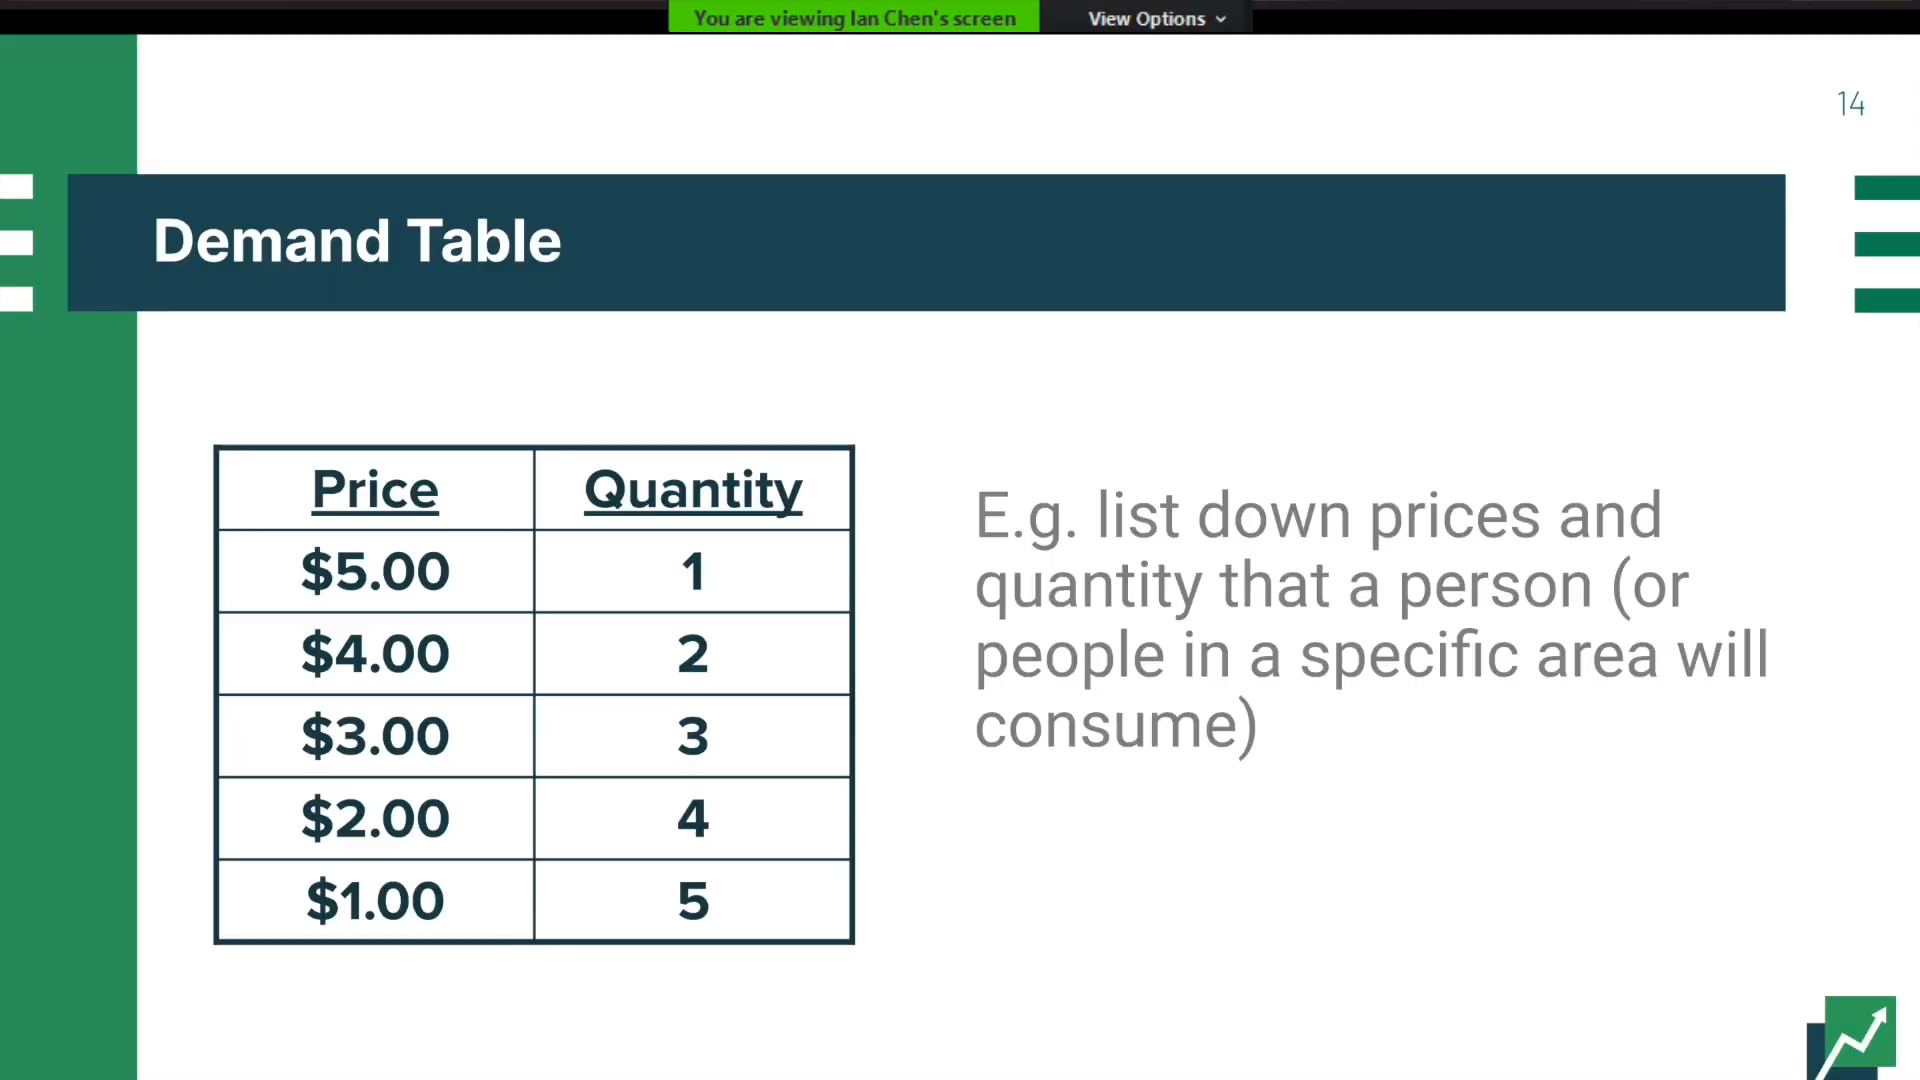 You are viewing Ian Chen's screen View Options
14
Demand Table
Price Quantity
$5.00 1
$4.00 2
$3.00 3
$2.00 4
$1.00 5
E.g. list down prices and
quantity that a person (or
people in a specific area will
consume)